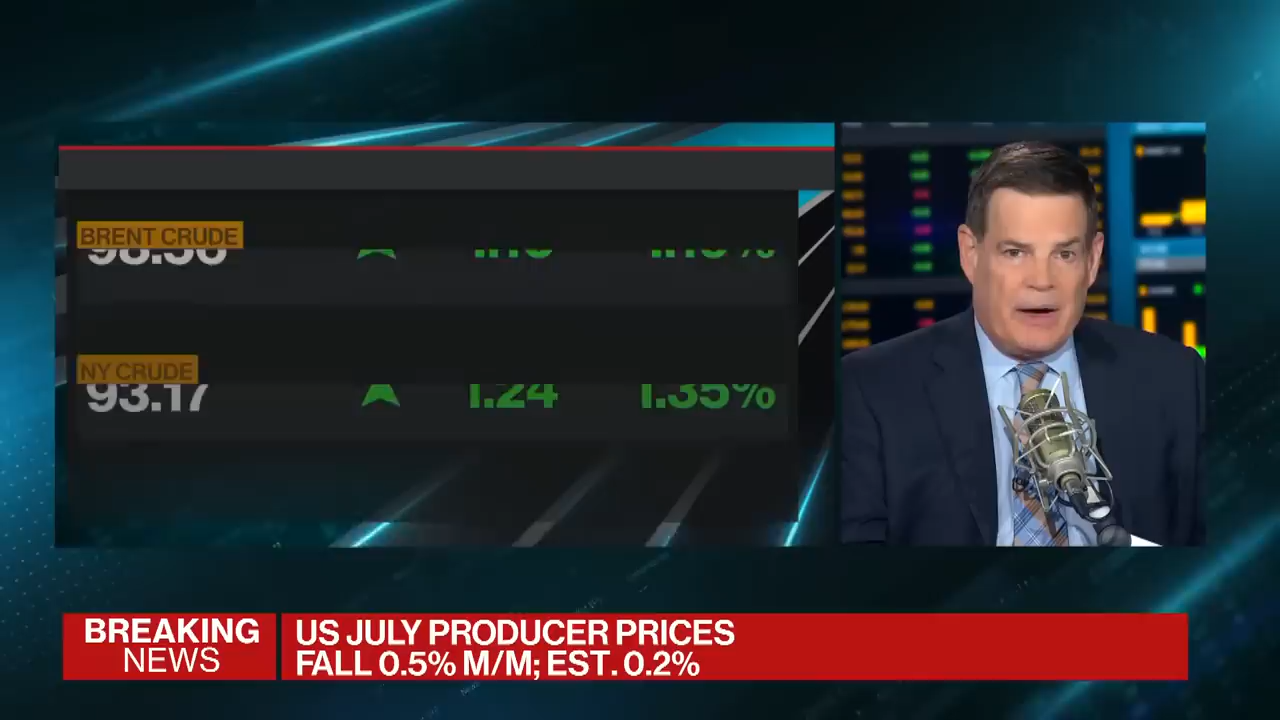 BRENT CRUDE
NY CRUDE
93.17 1.24 1.35%
BREAKING
NEWS
US JULY PRODUCER PRICES
FALL 0.5% M/M; EST. 0.2%